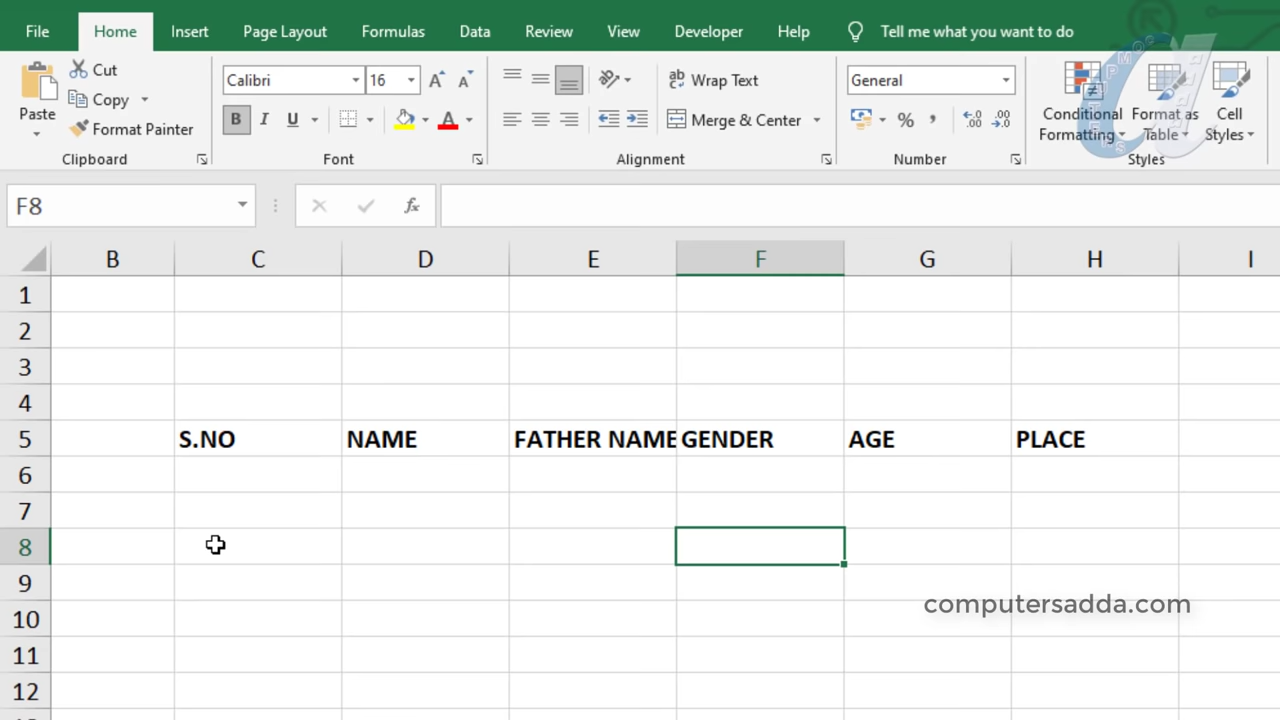 File Home Insert Page Layout Formulas Data Review View Developer Help Tell me what you want to do
Paste
Cut
Copy
Format Painter
Clipboard
Calibri 16 A A
B I U A
Font
ab Wrap Text
Merge & Center
Alignment
General
% , .00
Number
Conditional Formatting
Format as Table
Cell Styles
Styles
F8 fx
B C D E F G H I
1
2
3
4
5 S.NO NAME FATHER NAME GENDER AGE PLACE
6
7
8
9
computersadda.com
10
11
12